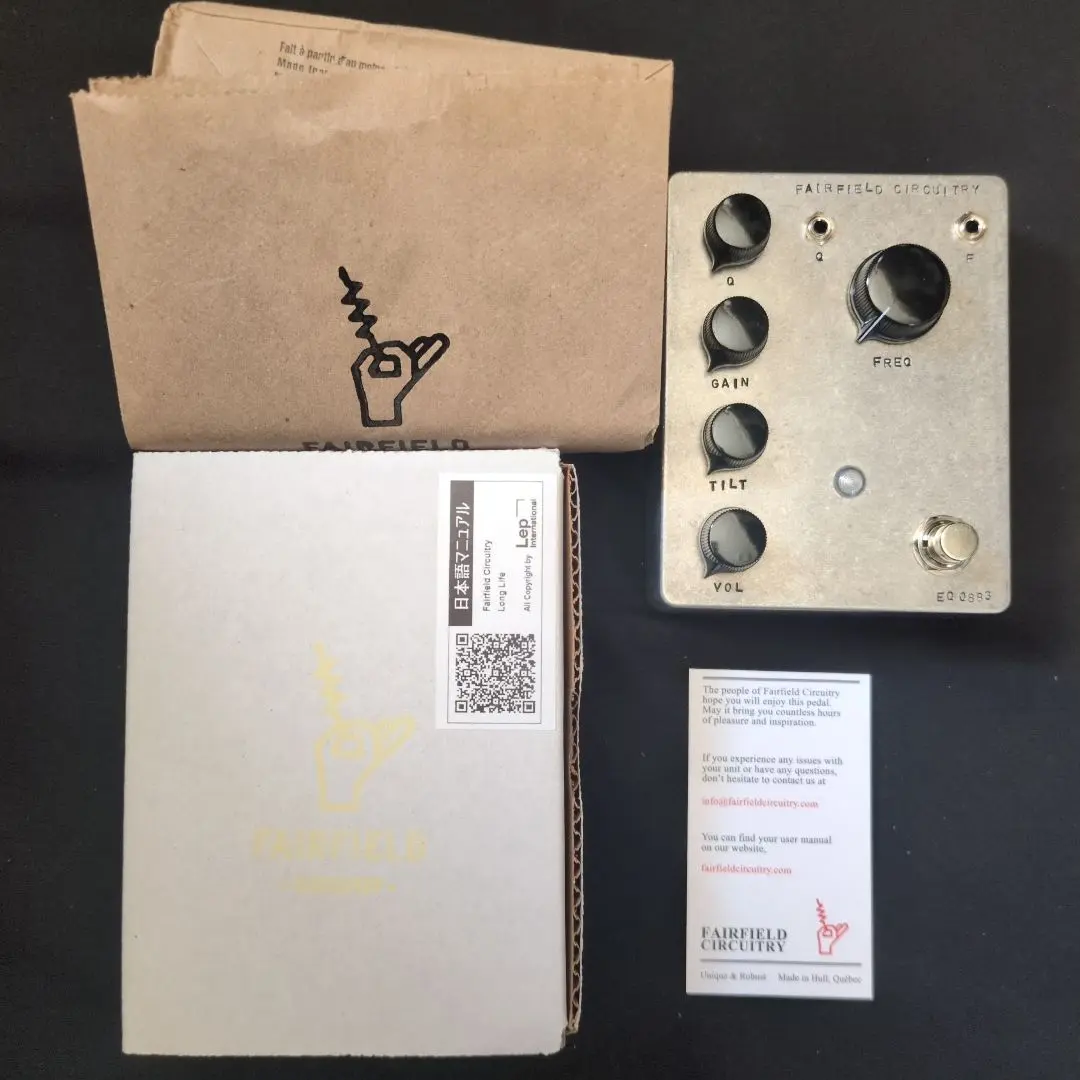 Fait à partir d'au moins
FAIRFIELD
FAIRFIELD CIRCUITRY
Q
F
Q
FREQ
GAIN
TILT
VOL
EQ 0883
日本語マニュアル
Fairfield Circuitry
Long Life
All Copyright by
Lep
International
FAIRFIELD
The people of Fairfield Circuitry
hope you will enjoy this pedal.
May it bring you countless hours
of pleasure and inspiration.
If you experience any issues with
your unit or have any questions,
don't hesitate to contact us at
info@fairfieldcircuitry.com
You can find your user manual
on our website,
fairfieldcircuitry.com
FAIRFIELD
CIRCUITRY
Unique & Robust Made in Hull, Québec